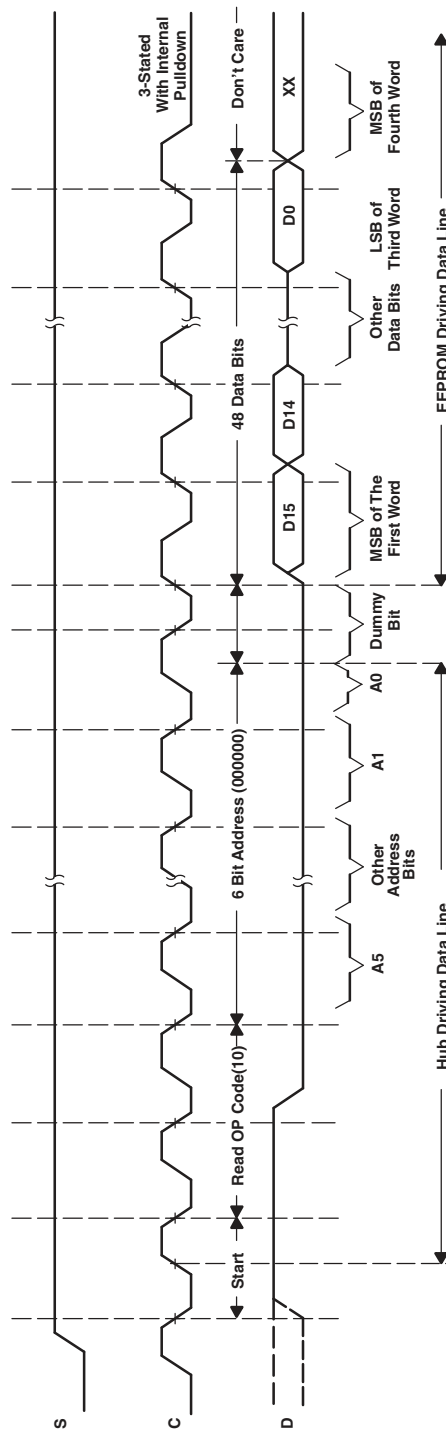 S
C
D
3-Stated
With Internal
Pulldown
Start
Read OP Code(10)
6 Bit Address (000000)
48 Data Bits
Don't Care
D15
D14
D0
XX
A5
Other
Address
Bits
A1
A0
Dummy
Bit
MSB of The
First Word
Other
Data Bits
LSB of
Third Word
MSB of
Fourth Word
Hub Driving Data Line
EEPROM Driving Data Line